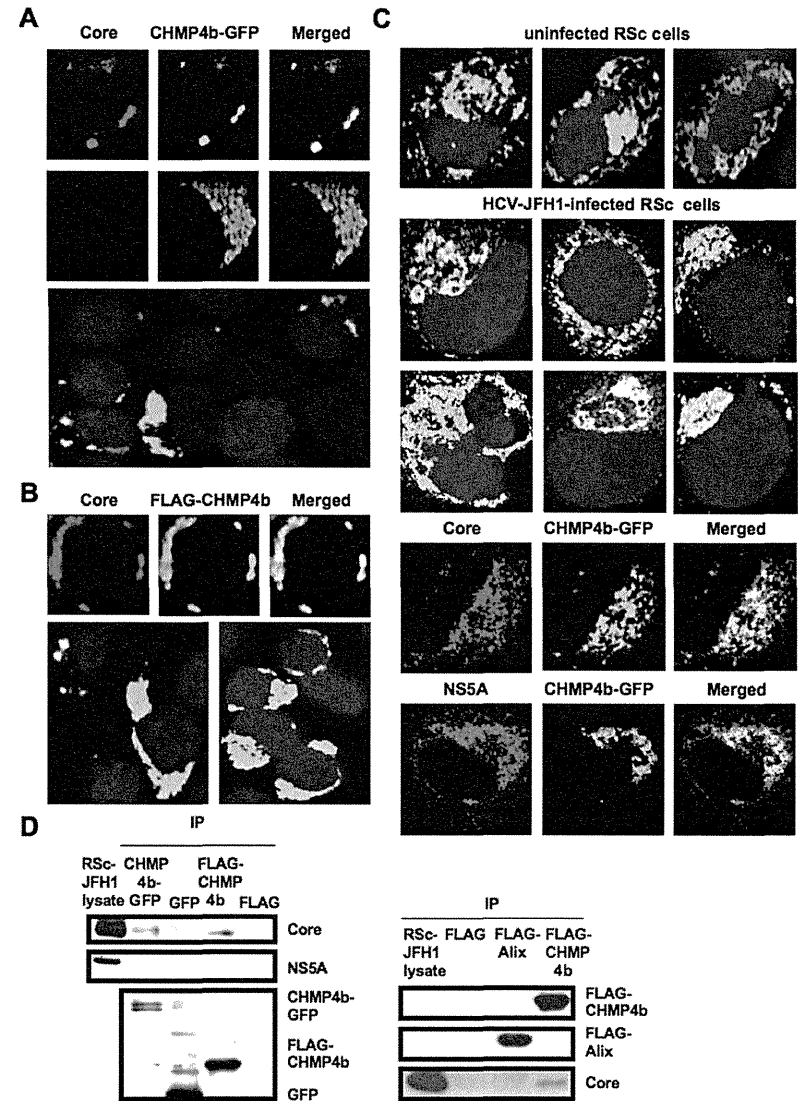 A
Core CHMP4b-GFP Merged
B
Core FLAG-CHMP4b Merged
C
uninfected RSc cells
HCV-JFH1-infected RSc cells
Core CHMP4b-GFP Merged
NS5A CHMP4b-GFP Merged
D
IP
RSc- CHMP FLAG-
JFH1 4b- CHMP
lysate GFP GFP 4b FLAG
Core
NS5A
CHMP4b-
GFP
FLAG-
CHMP4b
GFP
IP
RSc- FLAG FLAG- FLAG-
JFH1 Alix CHMP
lysate 4b
FLAG-
CHMP4b
FLAG-
Alix
Core